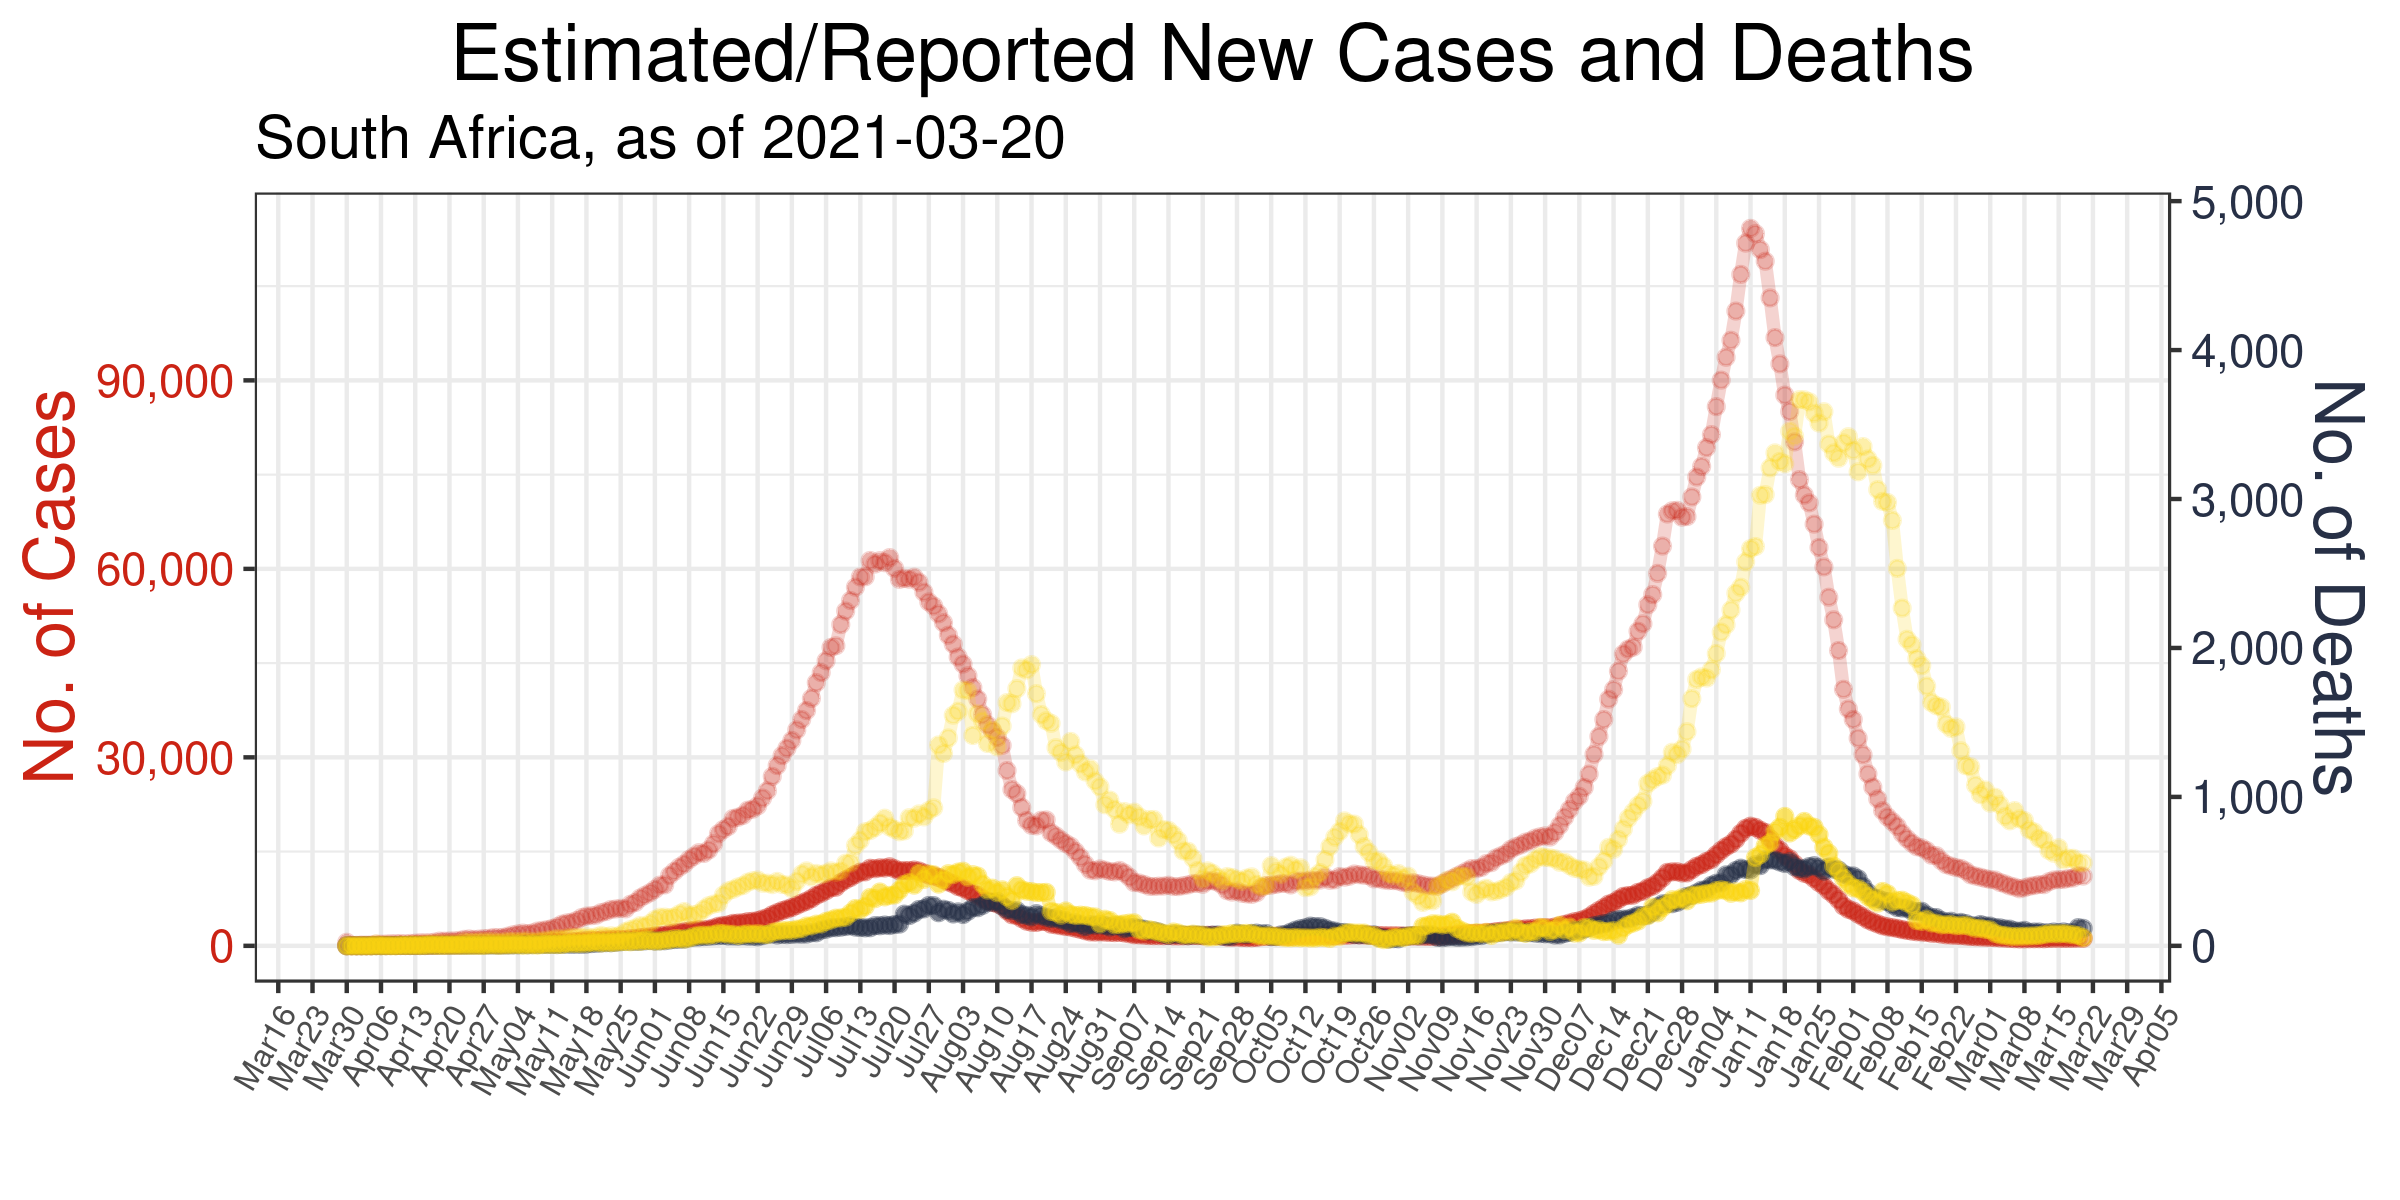 Estimated/Reported New Cases and Deaths
South Africa, as of 2021-03-20
No. of Cases
90,000
60,000
30,000
0
5,000
4,000
3,000
2,000
1,000
0
No. of Deaths
Mar16
Mar23
Mar30
Apr06
Apr13
Apr20
Apr27
May04
May11
May18
May25
Jun01
Jun08
Jun15
Jun22
Jun29
Jul06
Jul13
Jul20
Jul27
Aug03
Aug10
Aug17
Aug24
Aug31
Sep07
Sep14
Sep21
Sep28
Oct05
Oct12
Oct19
Oct26
Nov02
Nov09
Nov16
Nov23
Nov30
Dec07
Dec14
Dec21
Dec28
Jan04
Jan11
Jan18
Jan25
Feb01
Feb08
Feb15
Feb22
Mar01
Mar08
Mar15
Mar22
Mar29
Apr05